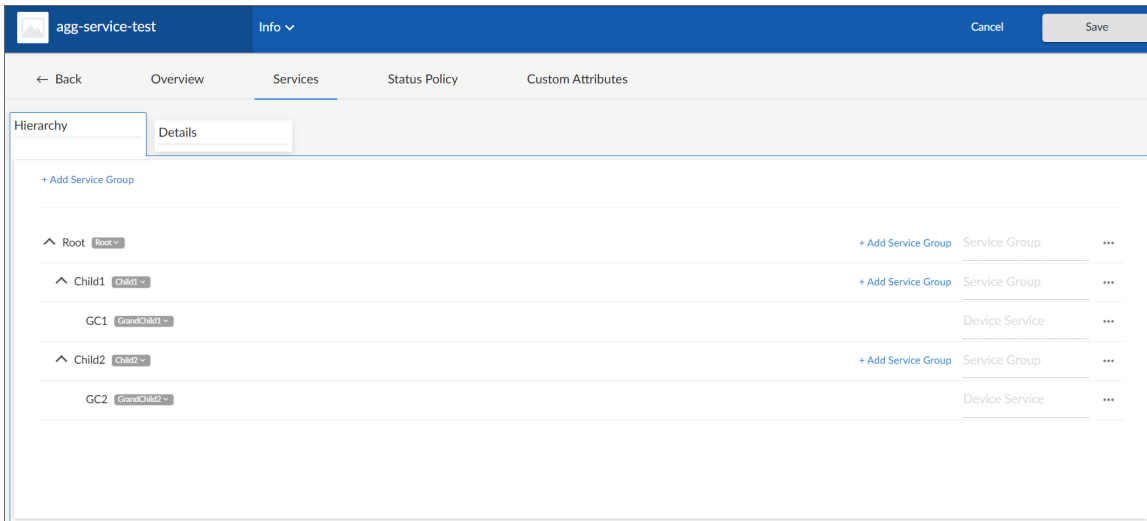 agg-service-test Info Cancel Save
← Back Overview Services Status Policy Custom Attributes
Hierarchy Details
+ Add Service Group
Root Root + Add Service Group Service Group ...
Child1 Child1 + Add Service Group Service Group ...
GC1 GrandChild1 Device Service ...
Child2 Child2 + Add Service Group Service Group ...
GC2 GrandChild2 Device Service ...